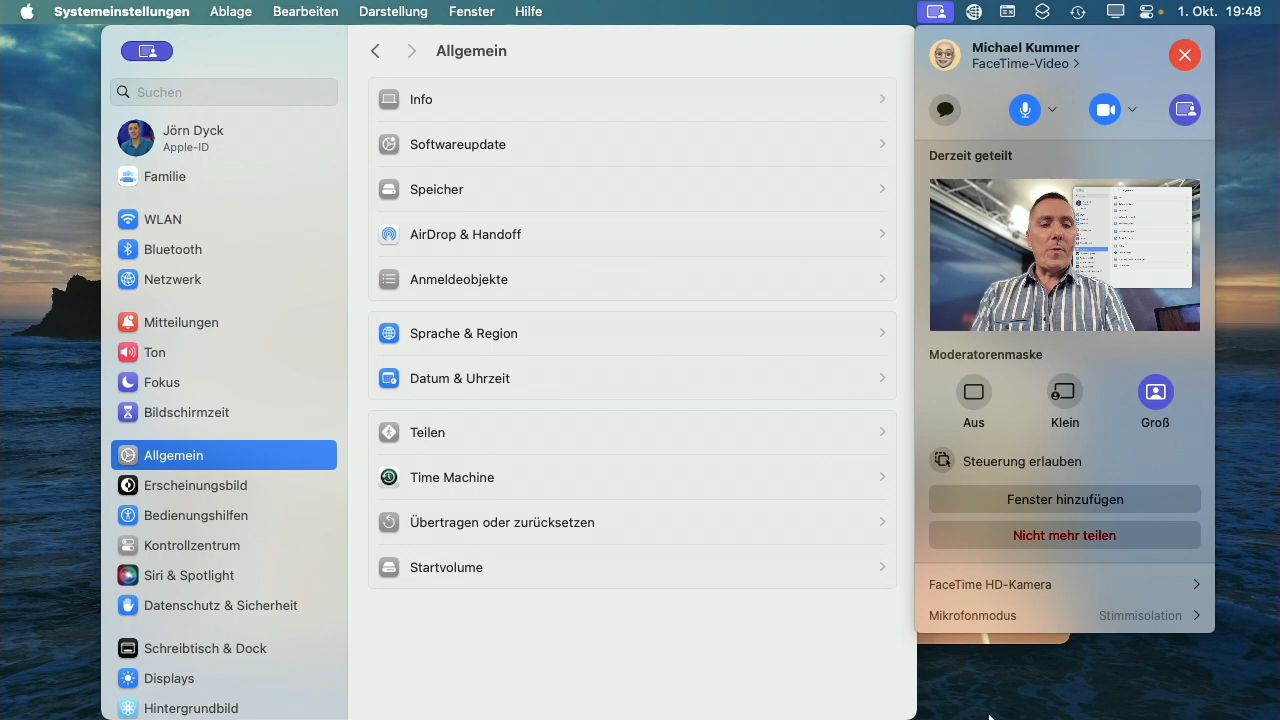 Systemeinstellungen Ablage Bearbeiten Darstellung Fenster Hilfe 1. Okt. 19:48
Suchen
Jörn Dyck
Apple-ID
Familie
WLAN
Bluetooth
Netzwerk
Mitteilungen
Ton
Fokus
Bildschirmzeit
Allgemein
Erscheinungsbild
Bedienungshilfen
Kontrollzentrum
Siri & Spotlight
Datenschutz & Sicherheit
Schreibtisch & Dock
Displays
Hintergrundbild
Allgemein
Info
Softwareupdate
Speicher
AirDrop & Handoff
Anmeldeobjekte
Sprache & Region
Datum & Uhrzeit
Teilen
Time Machine
Übertragen oder zurücksetzen
Startvolume
Michael Kummer
FaceTime-Video
Derzeit geteilt
Moderatorenmaske
Aus Klein Groß
Steuerung erlauben
Fenster hinzufügen
Nicht mehr teilen
FaceTime HD-Kamera
Mikrofonmodus Stimmisolation